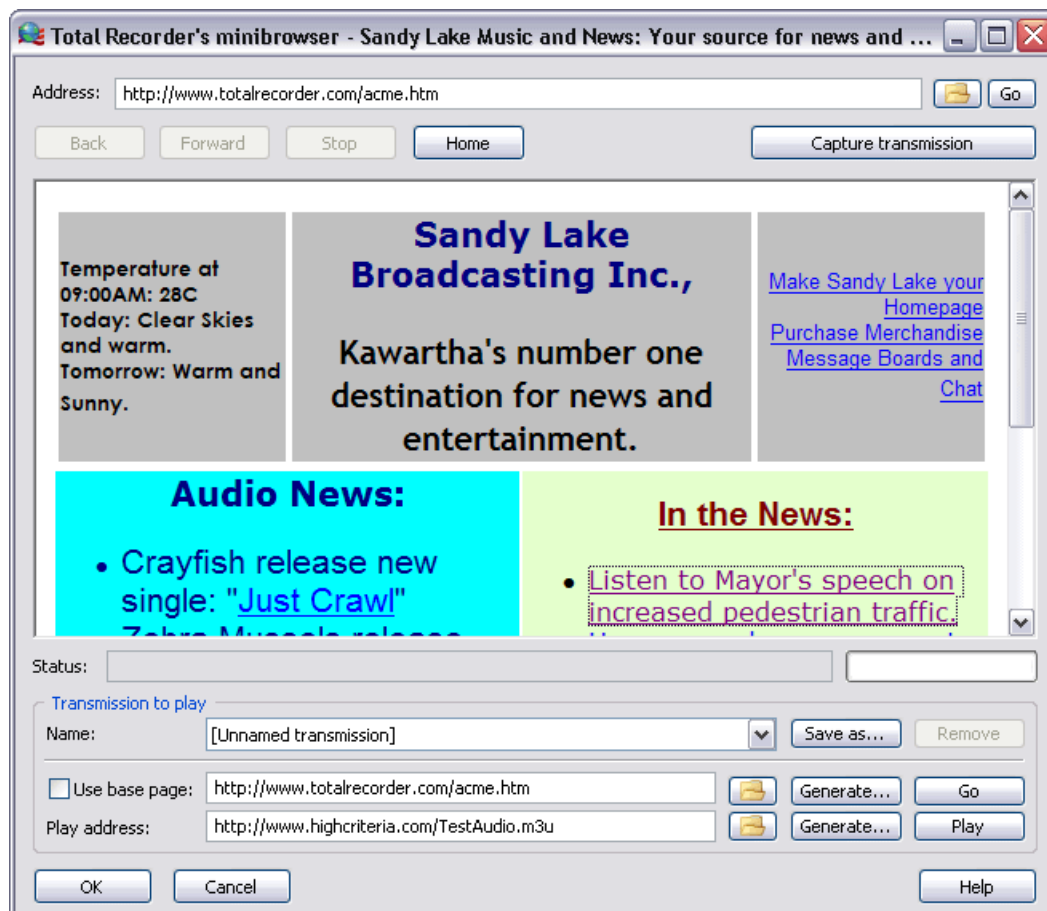 Total Recorder's minibrowser - Sandy Lake Music and News: Your source for news and ...
Address: http://www.totalrecorder.com/acme.htm Go
Back Forward Stop Home Capture transmission
Temperature at
09:00AM: 28C
Today: Clear Skies
and warm.
Tomorrow: Warm and
Sunny.
Sandy Lake
Broadcasting Inc.,
Kawartha's number one
destination for news and
entertainment.
Make Sandy Lake your
Homepage
Purchase Merchandise
Message Boards and
Chat
Audio News:
• Crayfish release new
single: "Just Crawl"
Zebra Mussels release
In the News:
• Listen to Mayor's speech on
increased pedestrian traffic.
Status:
Transmission to play
Name: [Unnamed transmission] Save as... Remove
Use base page: http://www.totalrecorder.com/acme.htm Generate... Go
Play address: http://www.highcriteria.com/TestAudio.m3u Generate... Play
OK Cancel Help